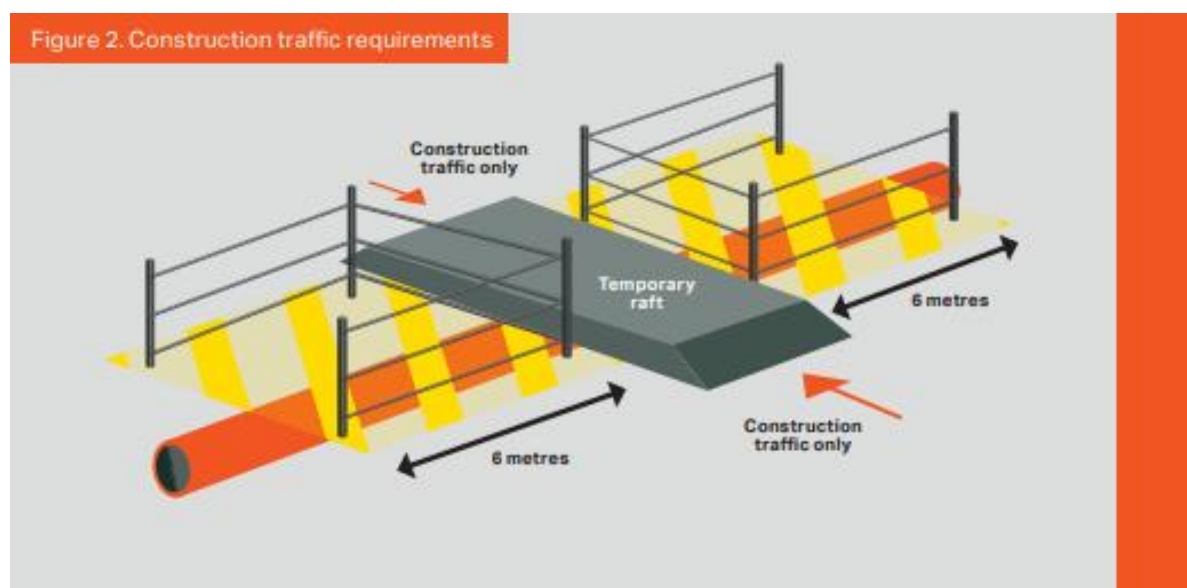 Figure 2. Construction traffic requirements
Construction
traffic only
Temporary
raft
6 metres
Construction
traffic only
6 metres